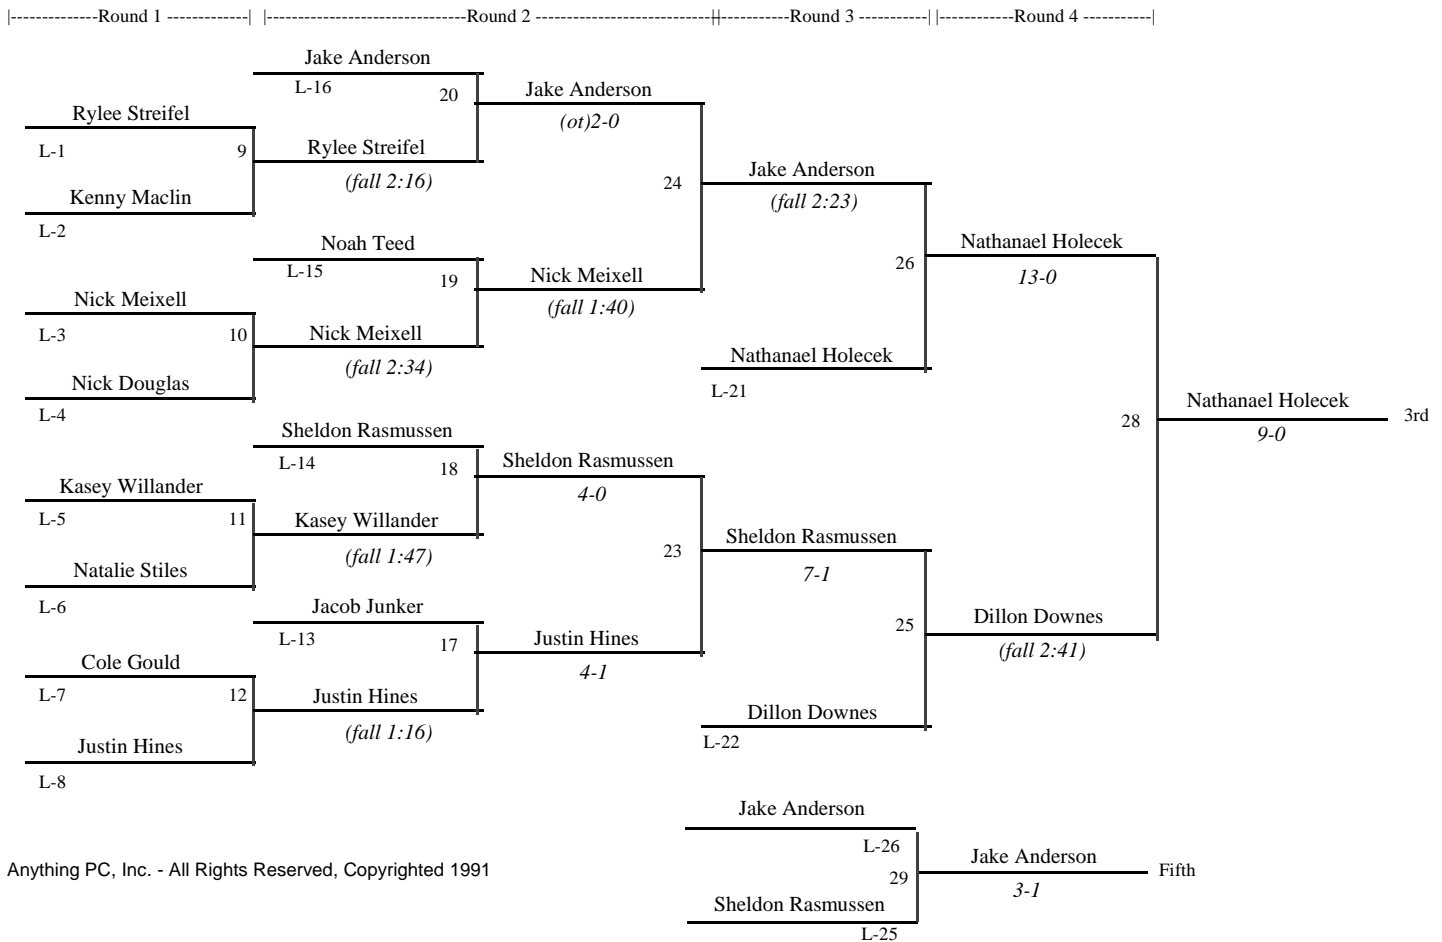 |--------------Round 1 -------------| |--------------------------------Round 2 -----------------------------||------------Round 3 -----------| |------------Round 4 -----------|
Jake Anderson
L-16
20
Jake Anderson
(ot)2-0
Rylee Streifel
L-1
9
Rylee Streifel
(fall 2:16)
Kenny Maclin
L-2
24
Jake Anderson
(fall 2:23)
Noah Teed
L-15
19
Nick Meixell
(fall 1:40)
26
Nathanael Holecek
13-0
Nick Meixell
L-3
10
Nick Meixell
(fall 2:34)
Nick Douglas
L-4
Nathanael Holecek
L-21
28
Nathanael Holecek
3rd
9-0
Sheldon Rasmussen
L-14
18
Sheldon Rasmussen
4-0
Kasey Willander
L-5
11
Kasey Willander
(fall 1:47)
Natalie Stiles
L-6
23
Sheldon Rasmussen
7-1
Jacob Junker
L-13
17
Justin Hines
4-1
25
Dillon Downes
(fall 2:41)
Cole Gould
L-7
12
Justin Hines
(fall 1:16)
Justin Hines
L-8
Dillon Downes
L-22
Jake Anderson
L-26
29
Jake Anderson
Fifth
3-1
Sheldon Rasmussen
L-25
Anything PC, Inc. - All Rights Reserved, Copyrighted 1991